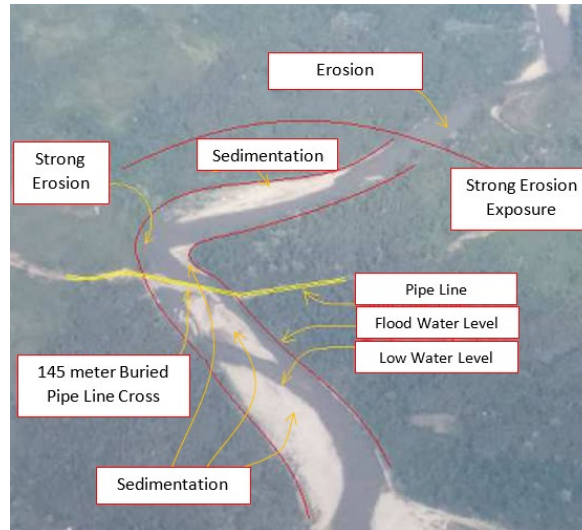 Erosion
Sedimentation
Strong
Erosion
Strong Erosion
Exposure
Pipe Line
Flood Water Level
Low Water Level
145 meter Buried
Pipe Line Cross
Sedimentation